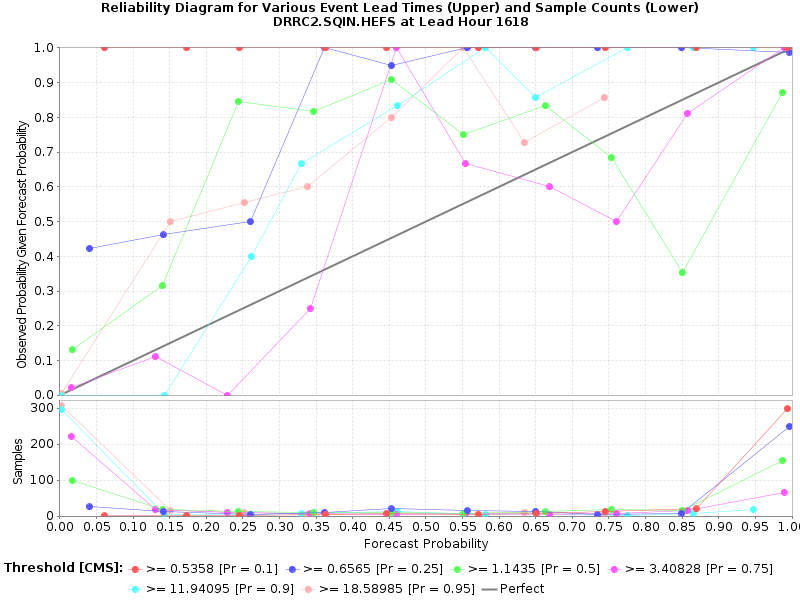 Reliability Diagram for Various Event Lead Times (Upper) and Sample Counts (Lower)
DRRC2.SQIN.HEFS at Lead Hour 1618
Observed Probability Given Forecast Probability
1.0
0.9
0.8
0.7
0.6
0.5
0.4
0.3
0.2
0.1
0.0
Samples
300
200
100
0
0.00 0.05 0.10 0.15 0.20 0.25 0.30 0.35 0.40 0.45 0.50 0.55 0.60 0.65 0.70 0.75 0.80 0.85 0.90 0.95 1.0
Forecast Probability
Threshold [CMS]: >= 0.5358 [Pr = 0.1] >= 0.6565 [Pr = 0.25] >= 1.1435 [Pr = 0.5] >= 3.40828 [Pr = 0.75]
>= 11.94095 [Pr = 0.9] >= 18.58985 [Pr = 0.95] Perfect